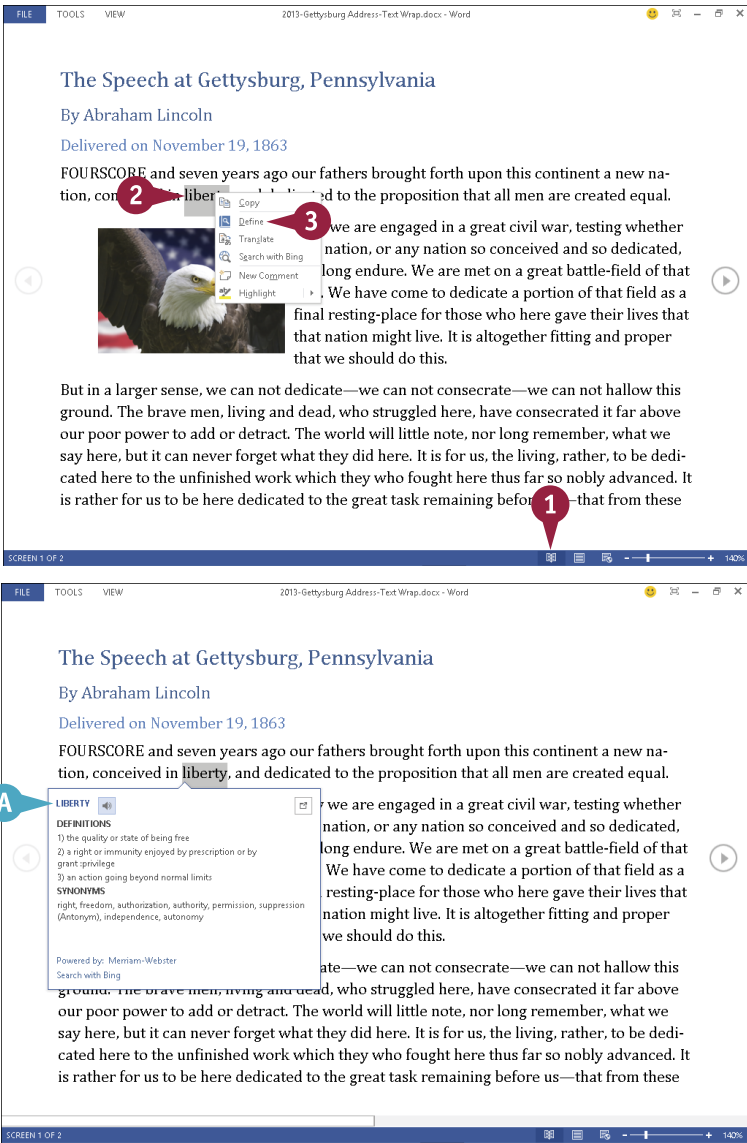 FILE TOOLS VIEW 2013-Gettysburg Address-Text Wrap.docx - Word
The Speech at Gettysburg, Pennsylvania
By Abraham Lincoln
Delivered on November 19, 1863
FOURSCORE and seven years ago our fathers brought forth upon this continent a new na-
tion, con in liberty dedicated to the proposition that all men are created equal.
2
Copy
Define
3
Translate
Search with Bing
New Comment
Highlight
we are engaged in a great civil war, testing whether
nation, or any nation so conceived and so dedicated,
long endure. We are met on a great battle-field of that
We have come to dedicate a portion of that field as a
final resting-place for those who here gave their lives that
that nation might live. It is altogether fitting and proper
that we should do this.
But in a larger sense, we can not dedicate—we can not consecrate—we can not hallow this
ground. The brave men, living and dead, who struggled here, have consecrated it far above
our poor power to add or detract. The world will little note, nor long remember, what we
say here, but it can never forget what they did here. It is for us, the living, rather, to be dedi-
cated here to the unfinished work which they who fought here thus far so nobly advanced. It
is rather for us to be here dedicated to the great task remaining before —that from these
1
SCREEN 1 OF 2 140%
FILE TOOLS VIEW 2013-Gettysburg Address-Text Wrap.docx - Word
The Speech at Gettysburg, Pennsylvania
By Abraham Lincoln
Delivered on November 19, 1863
FOURSCORE and seven years ago our fathers brought forth upon this continent a new na-
tion, conceived in liberty, and dedicated to the proposition that all men are created equal.
A
LIBERTY
DEFINITIONS
1) the quality or state of being free
2) a right or immunity enjoyed by prescription or by
grant :privilege
3) an action going beyond normal limits
SYNONYMS
right, freedom, authorization, authority, permission, suppression
(Antonym), independence, autonomy
Powered by: Merriam-Webster
Search with Bing
we are engaged in a great civil war, testing whether
nation, or any nation so conceived and so dedicated,
long endure. We are met on a great battle-field of that
We have come to dedicate a portion of that field as a
resting-place for those who here gave their lives that
nation might live. It is altogether fitting and proper
we should do this.
ate—we can not consecrate—we can not hallow this
ground. The brave men, living and dead, who struggled here, have consecrated it far above
our poor power to add or detract. The world will little note, nor long remember, what we
say here, but it can never forget what they did here. It is for us, the living, rather, to be dedi-
cated here to the unfinished work which they who fought here thus far so nobly advanced. It
is rather for us to be here dedicated to the great task remaining before us—that from these
SCREEN 1 OF 2 140%